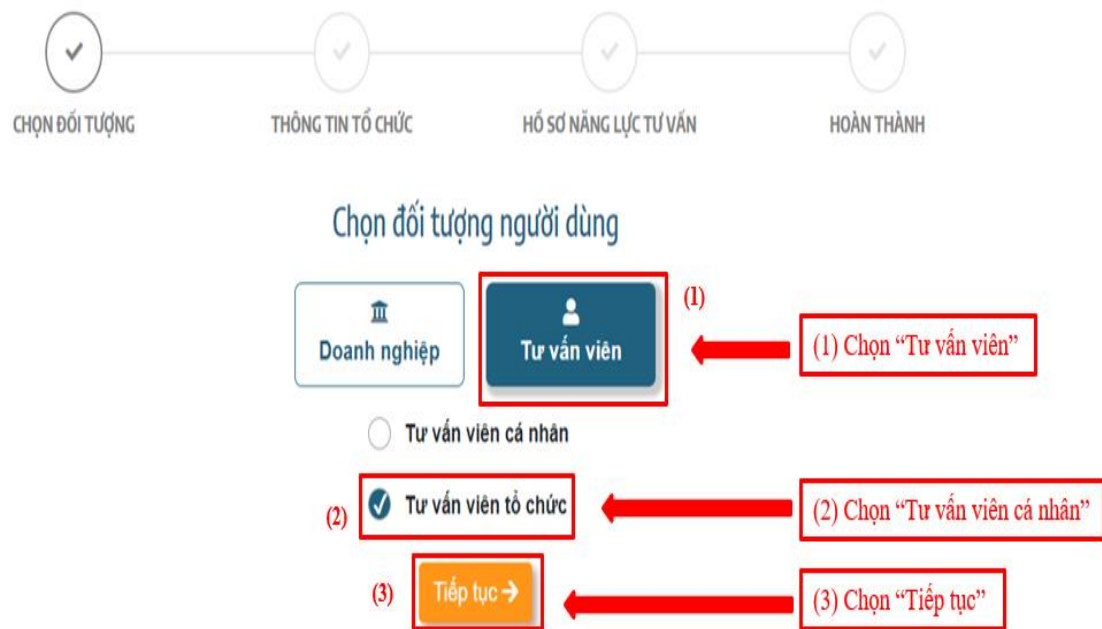 CHỌN ĐỐI TƯỢNG
THÔNG TIN TỔ CHỨC
HỒ SƠ NĂNG LỰC TƯ VẤN
HOÀN THÀNH
Chọn đối tượng người dùng
Doanh nghiệp
Tư vấn viên
(1)
(1) Chọn “Tư vấn viên”
Tư vấn viên cá nhân
(2)
Tư vấn viên tổ chức
(2) Chọn “Tư vấn viên cá nhân”
(3)
Tiếp tục →
(3) Chọn “Tiếp tục”